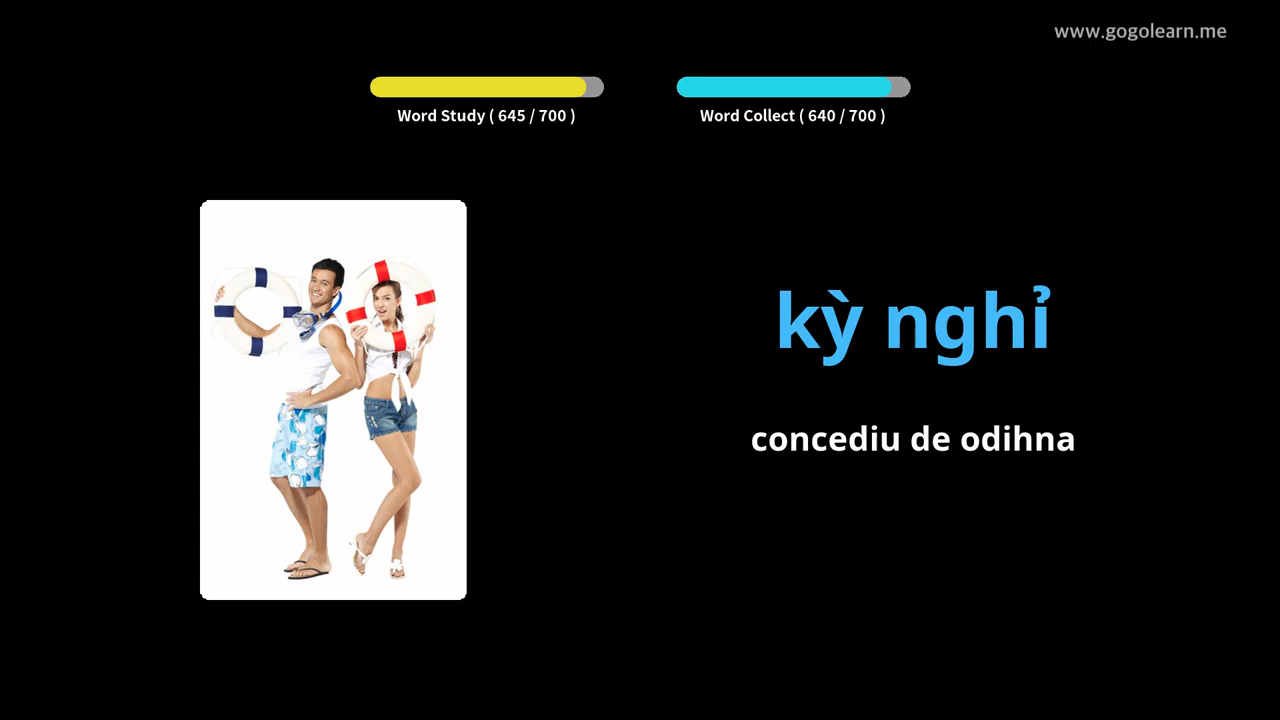 www.gogolearn.me
Word Study ( 645 / 700 )
Word Collect ( 640 / 700 )
kỳ nghỉ
concediu de odihna